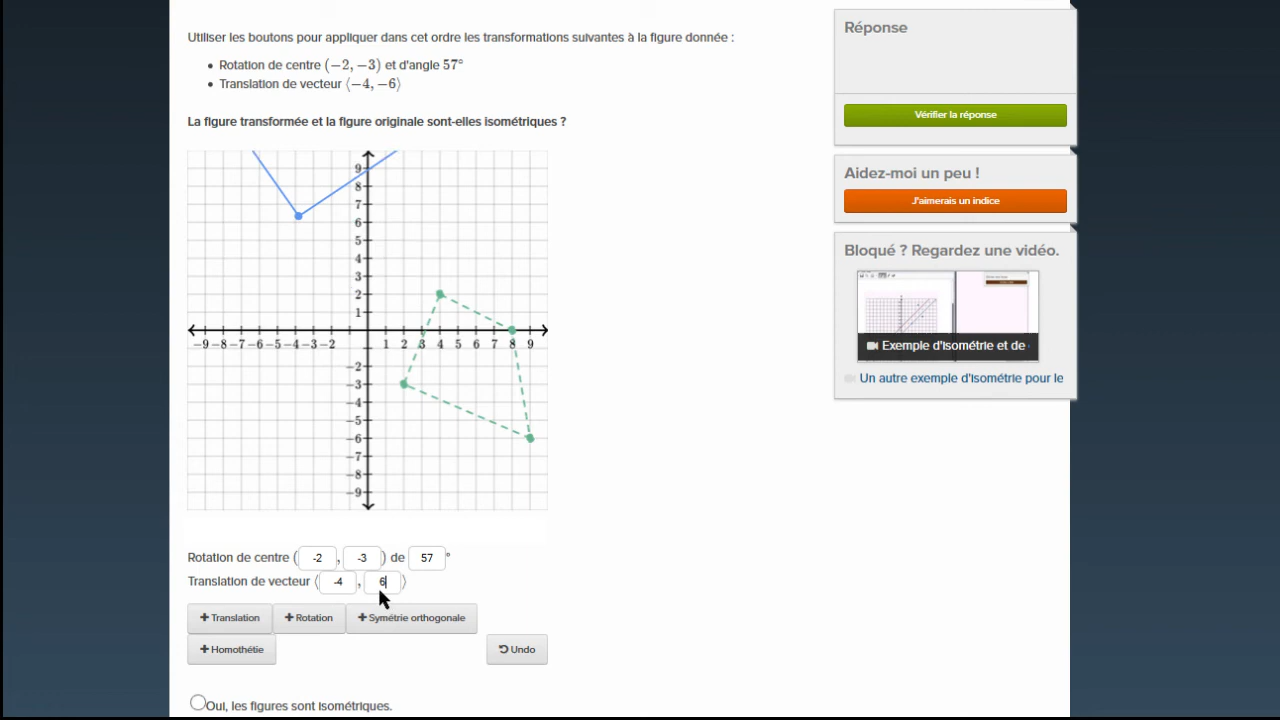 Utiliser les boutons pour appliquer dans cet ordre les transformations suivantes à la figure donnée :
• Rotation de centre (−2, −3) et d'angle 57°
• Translation de vecteur ⟨−4, −6⟩
La figure transformée et la figure originale sont-elles isométriques ?
9
8
7
6
5
4
3
2
1
−9 −8 −7 −6 −5 −4 −3 −2 1 2 3 4 5 6 7 8 9
−2
−3
−4
−5
−6
−7
−8
−9
Rotation de centre ( -2 , -3 ) de 57 °
Translation de vecteur ⟨ -4 , 6 ⟩
+ Translation + Rotation + Symétrie orthogonale
+ Homothétie Undo
Oui, les figures sont isométriques.
Réponse
Vérifier la réponse
Aidez-moi un peu !
J'aimerais un indice
Bloqué ? Regardez une vidéo.
Exemple d'isométrie et de
Un autre exemple d'isométrie pour le